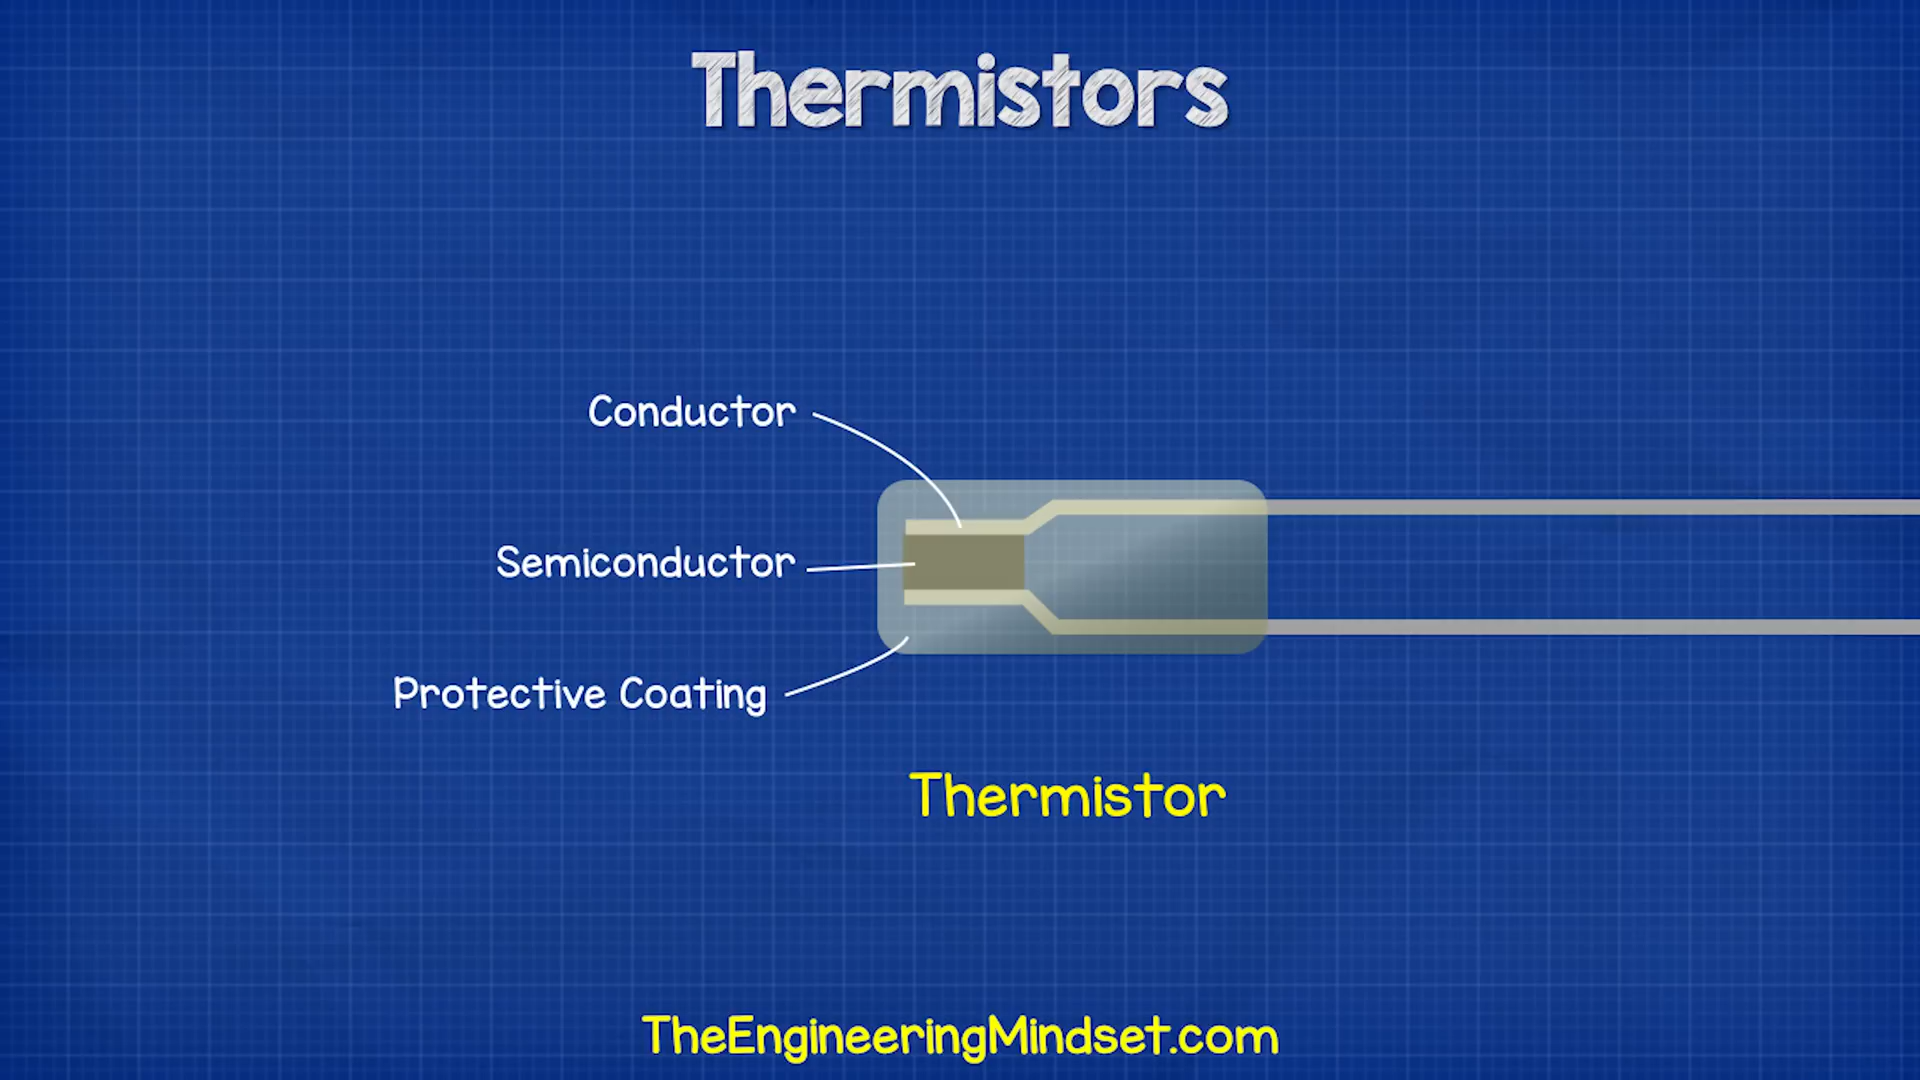 Thermistors
Conductor
Semiconductor
Protective Coating
Thermistor
TheEngineeringMindset.com